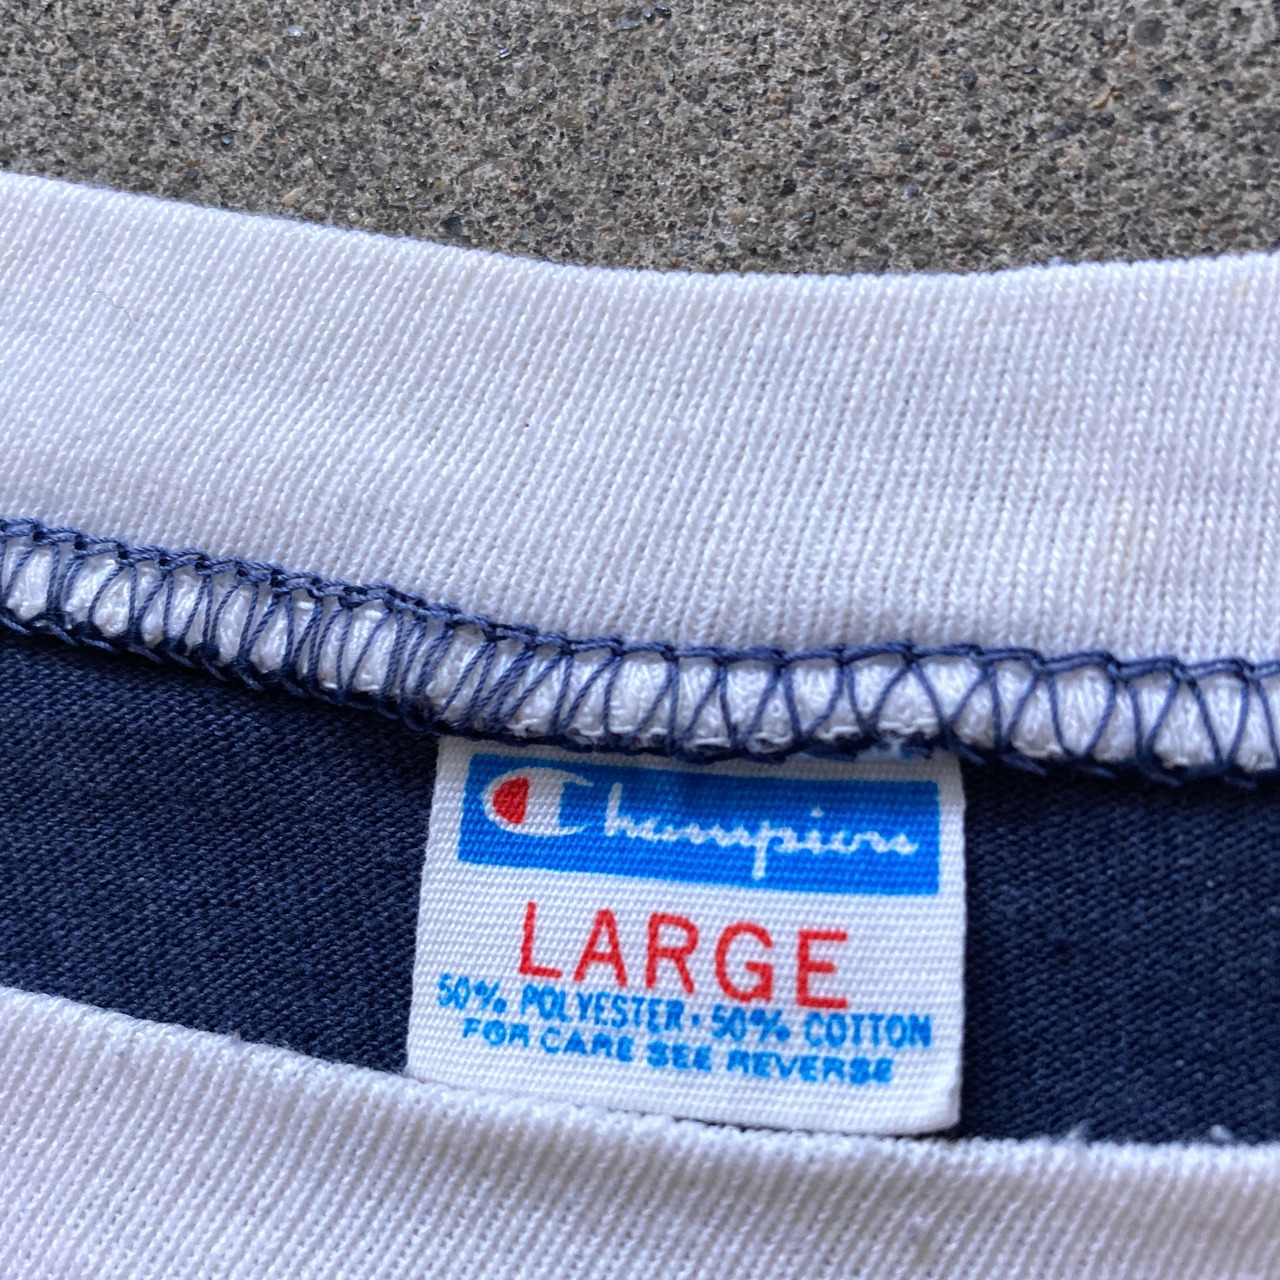 Champion
LARGE
50% POLYESTER · 50% COTTON
FOR CARE SEE REVERSE